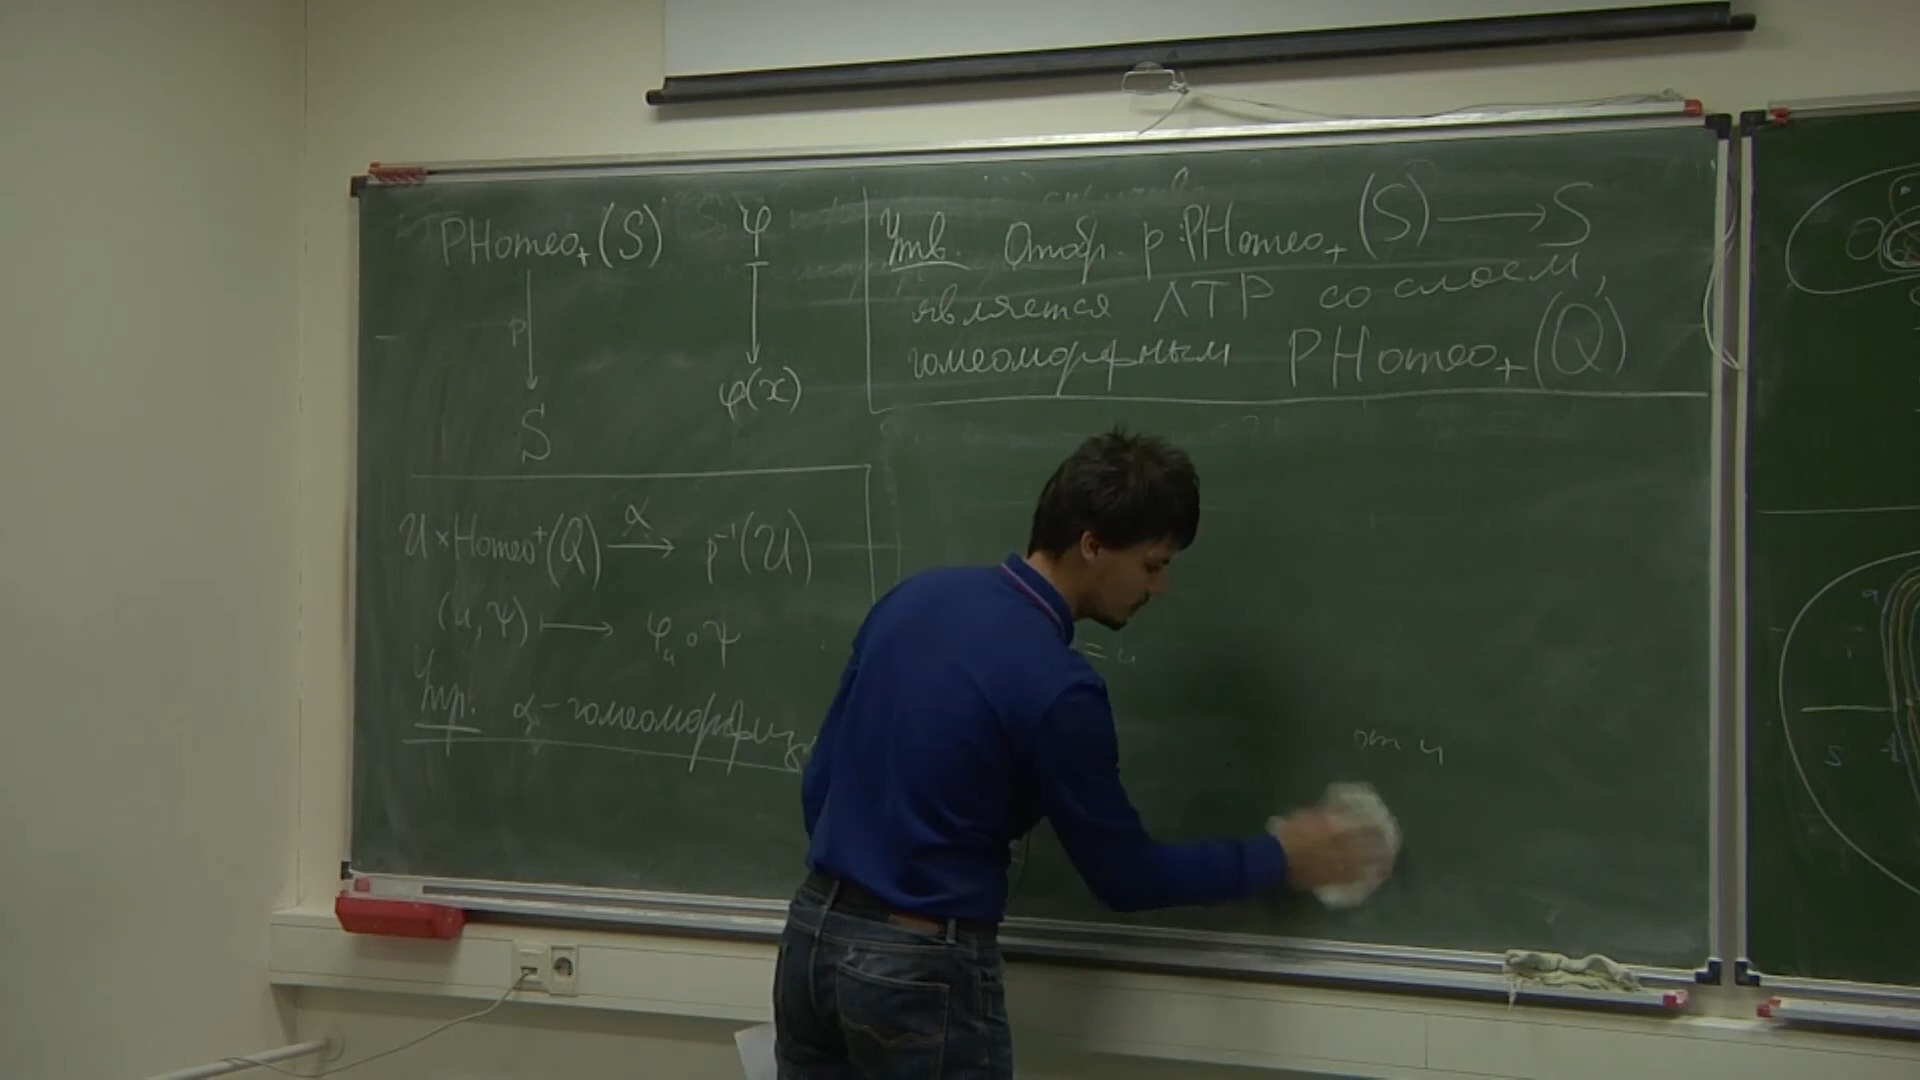 PHomeo₊(S)
φ
p
φ(x)
S
U × Homeo⁺(Q) →α p⁻¹(U)
(u, ψ) ⟼ φᵤ∘ψ
Упр. α – гомеоморфиз
Утв. Отобр. p: PHomeo₊(S) ⟶ S
является ЛТР со слоем,
гомеоморфным PHomeo₊(Q)
= u
от u